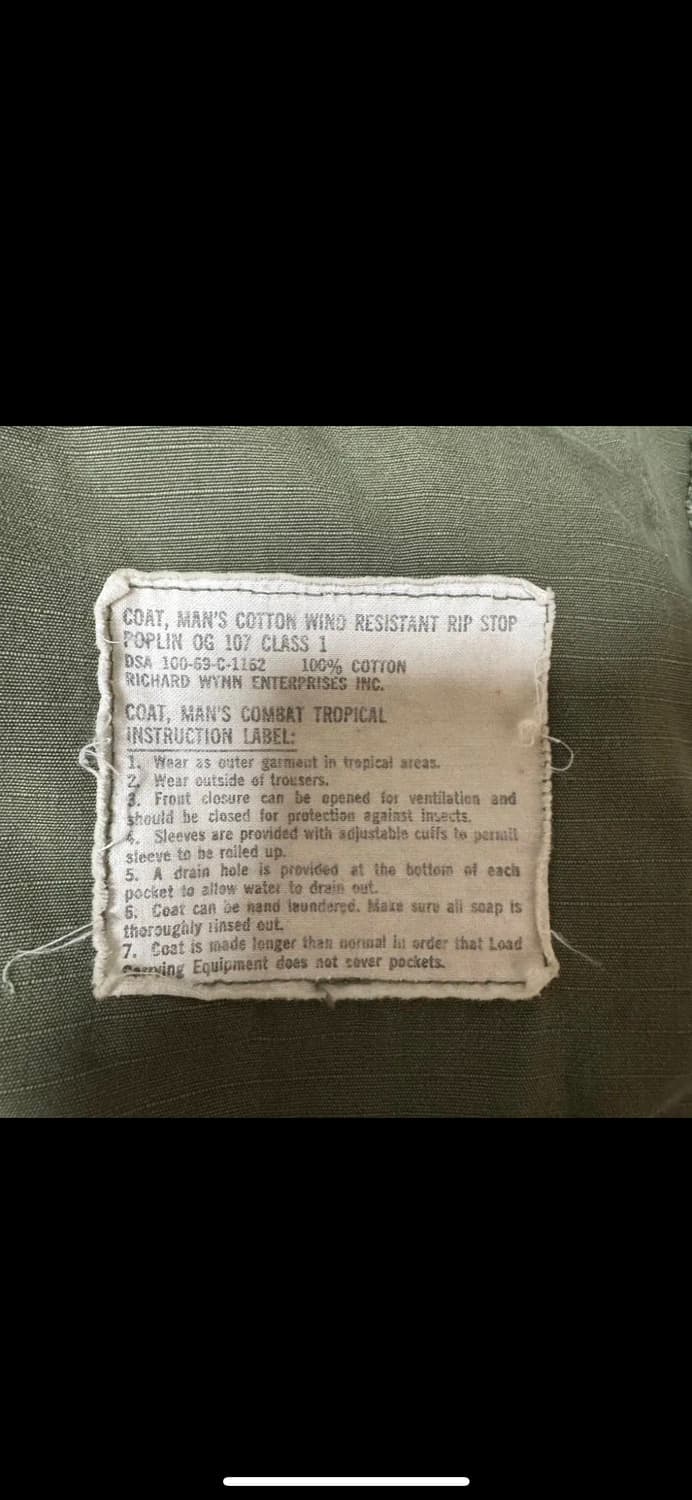 COAT, MAN'S COTTON WIND RESISTANT RIP STOP
POPLIN OG 107 CLASS 1
DSA 100-69-C-1162 100% COTTON
RICHARD WYNN ENTERPRISES INC.
COAT, MAN'S COMBAT TROPICAL
INSTRUCTION LABEL:
1. Wear as outer garment in tropical areas.
2. Wear outside of trousers.
3. Front closure can be opened for ventilation and
should be closed for protection against insects.
4. Sleeves are provided with adjustable cuffs to permit
sleeve to be rolled up.
5. A drain hole is provided at the bottom of each
pocket to allow water to drain out.
6. Coat can be hand laundered. Make sure all soap is
thoroughly rinsed out.
7. Coat is made longer than normal in order that Load
Carrying Equipment does not cover pockets.